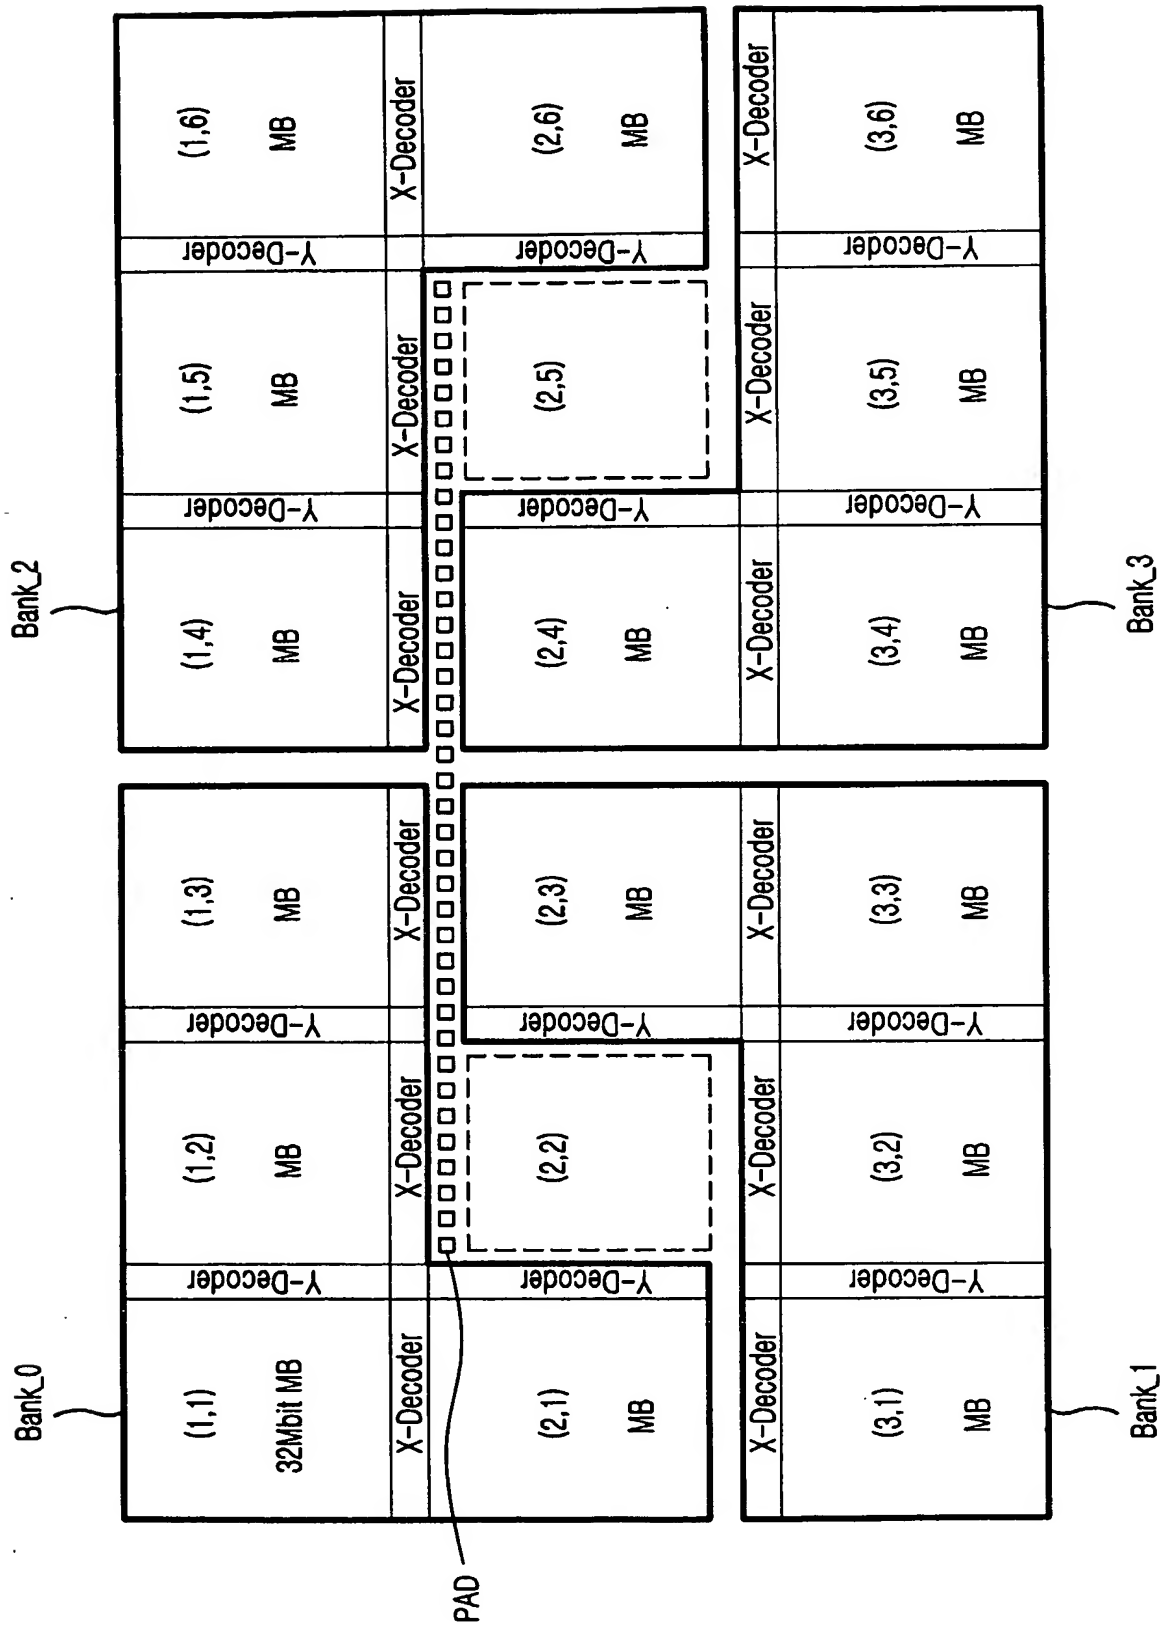 Bank_0
Bank_2
(1,1)
(1,2)
(1,3)
(1,4)
(1,5)
(1,6)
Y-Decoder
Y-Decoder
Y-Decoder
Y-Decoder
32Mbit MB
MB
MB
MB
MB
MB
X-Decoder
X-Decoder
X-Decoder
X-Decoder
X-Decoder
X-Decoder
PAD
(2,1)
(2,2)
(2,3)
(2,4)
(2,5)
(2,6)
Y-Decoder
Y-Decoder
Y-Decoder
Y-Decoder
MB
MB
MB
MB
X-Decoder
X-Decoder
X-Decoder
X-Decoder
X-Decoder
X-Decoder
(3,1)
(3,2)
(3,3)
(3,4)
(3,5)
(3,6)
Y-Decoder
Y-Decoder
Y-Decoder
Y-Decoder
MB
MB
MB
MB
MB
MB
Bank_1
Bank_3